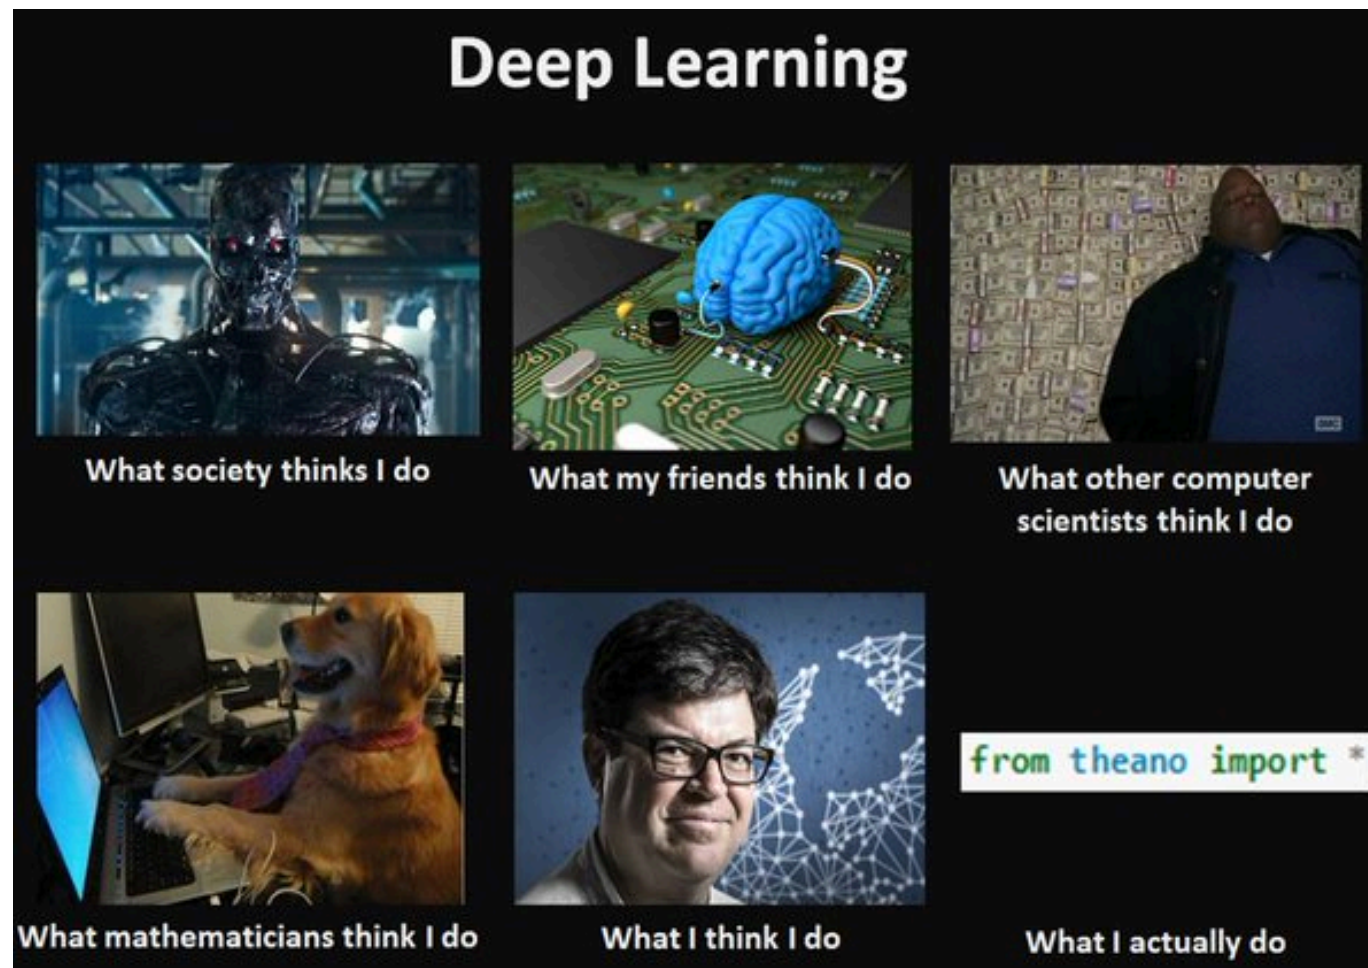 Deep Learning
What society thinks I do
What my friends think I do
What other computer
scientists think I do
amc
What mathematicians think I do
What I think I do
from theano import *
What I actually do